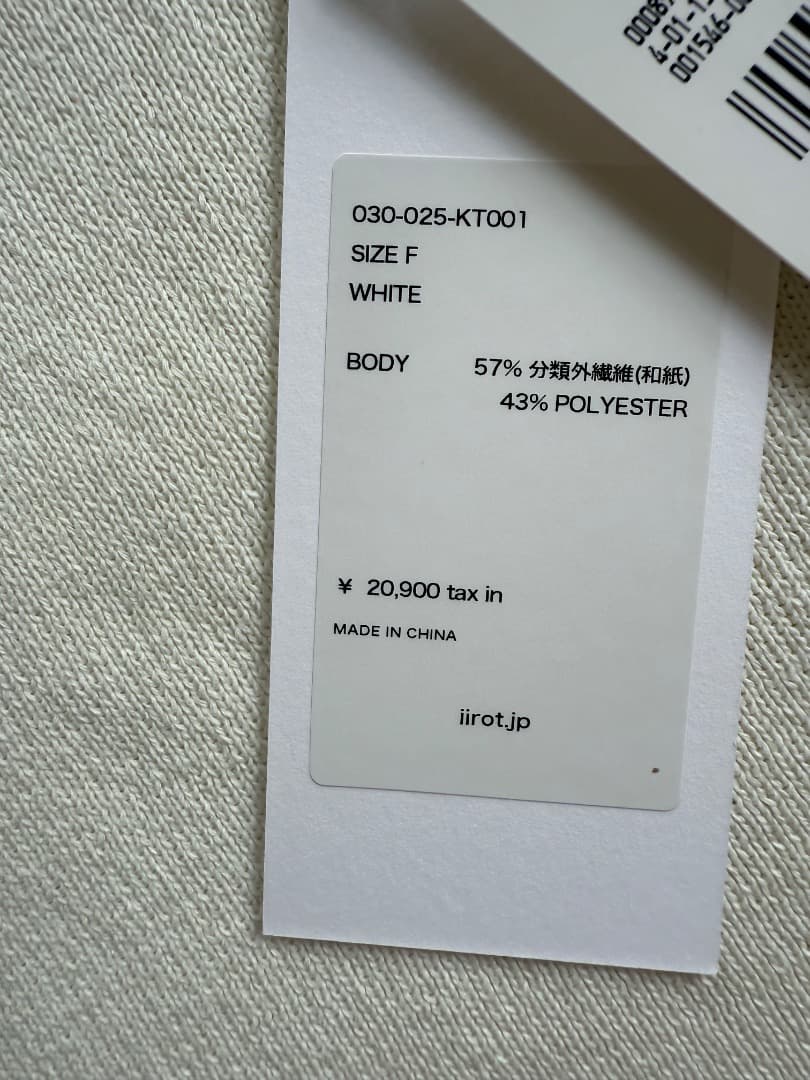 030-025-KT001
SIZE F
WHITE
BODY 57% 分類外繊維(和紙)
43% POLYESTER
¥ 20,900 tax in
MADE IN CHINA
iirot.jp